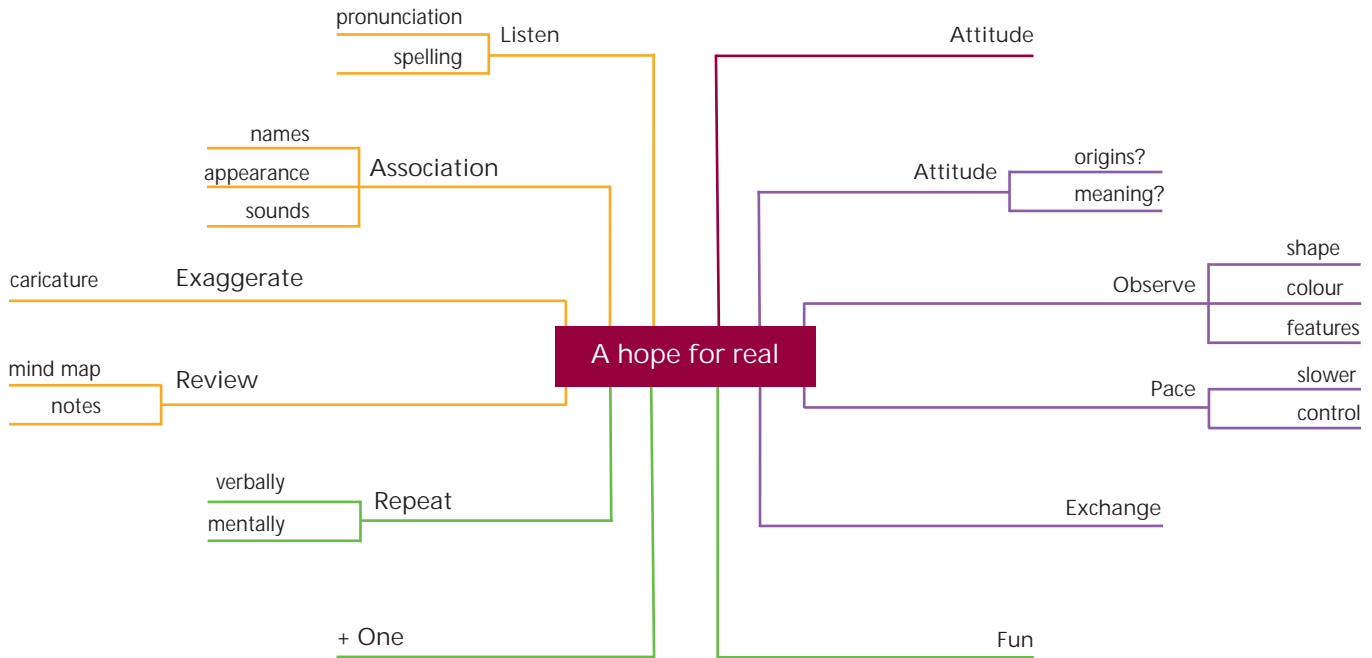 pronunciation
Listen
spelling
names
Association
appearance
sounds
caricature
Exaggerate
mind map
Review
notes
verbally
Repeat
mentally
+ One
A hope for real
Attitude
Attitude
origins?
meaning?
Observe
shape
colour
features
Pace
slower
control
Exchange
Fun